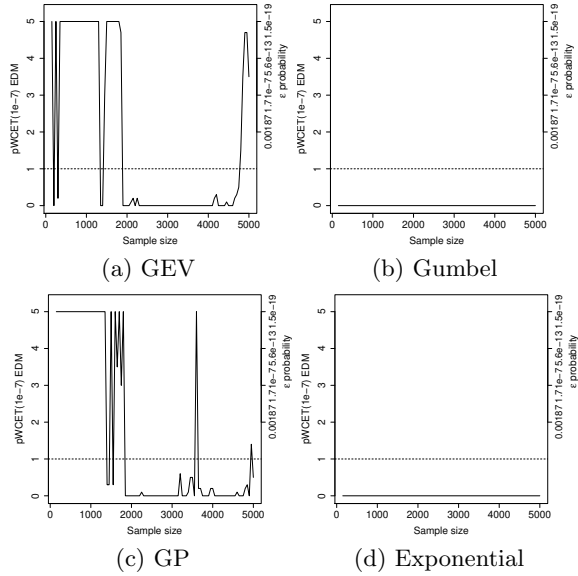 pWCET(1e-7) EDM
5
4
3
2
1
0
0 1000 2000 3000 4000 5000
Sample size
0.00187 1.71e-7 5.6e-13 1.5e-19
ε probability
(a) GEV
pWCET(1e-7) EDM
5
4
3
2
1
0
0 1000 2000 3000 4000 5000
Sample size
0.00187 1.71e-7 5.6e-13 1.5e-19
ε probability
(b) Gumbel
pWCET(1e-7) EDM
5
4
3
2
1
0
0 1000 2000 3000 4000 5000
Sample size
0.00187 1.71e-7 5.6e-13 1.5e-19
ε probability
(c) GP
pWCET(1e-7) EDM
5
4
3
2
1
0
0 1000 2000 3000 4000 5000
Sample size
0.00187 1.71e-7 5.6e-13 1.5e-19
ε probability
(d) Exponential